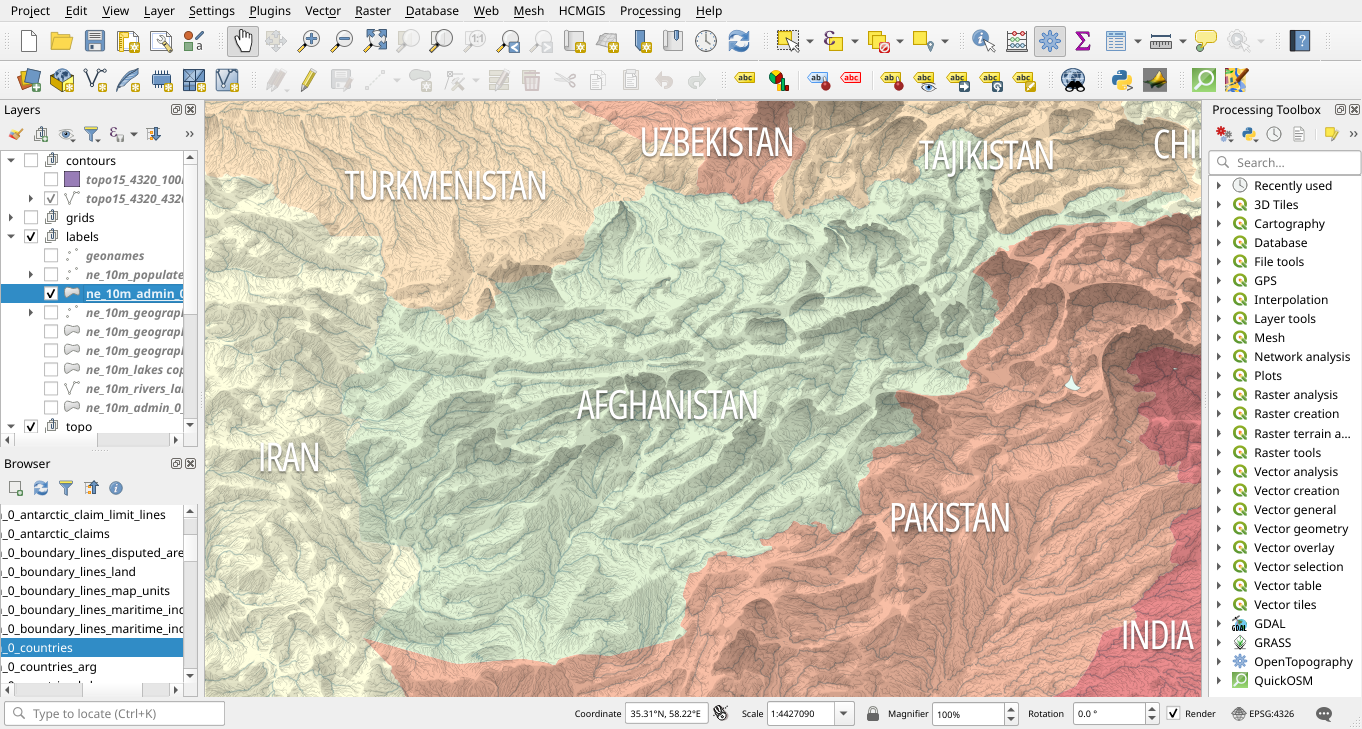 Project Edit View Layer Settings Plugins Vector Raster Database Web Mesh HCMGIS Processing Help
Layers
contours
topo15_4320_100
topo15_4320_432
grids
labels
geonames
ne_10m_populate
ne_10m_admin_0
ne_10m_geograp
ne_10m_geograp
ne_10m_geograp
ne_10m_lakes cop
ne_10m_rivers_la
ne_10m_admin_0_
topo
Browser
_0_antarctic_claim_limit_lines
_0_antarctic_claims
_0_boundary_lines_disputed_are
_0_boundary_lines_land
_0_boundary_lines_map_units
_0_boundary_lines_maritime_ind
_0_boundary_lines_maritime_ind
_0_countries
_0_countries_arg
UZBEKISTAN
TAJIKISTAN
CHI
TURKMENISTAN
AFGHANISTAN
IRAN
PAKISTAN
INDIA
Processing Toolbox
Search...
Recently used
3D Tiles
Cartography
Database
File tools
GPS
Interpolation
Layer tools
Mesh
Network analysis
Plots
Raster analysis
Raster creation
Raster terrain a...
Raster tools
Vector analysis
Vector creation
Vector general
Vector geometry
Vector overlay
Vector selection
Vector table
Vector tiles
GDAL
GRASS
OpenTopography
QuickOSM
Type to locate (Ctrl+K)
Coordinate 35.31°N, 58.22°E Scale 1:4427090 Magnifier 100% Rotation 0.0 ° Render EPSG:4326